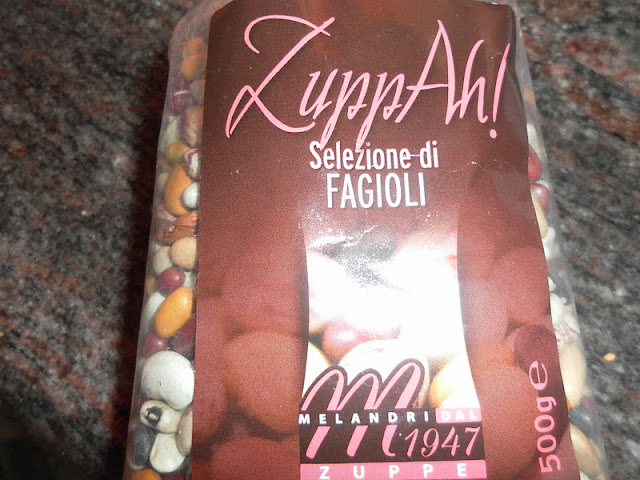 ZuppAh!
Selezione di
FAGIOLI
m
MELANDRI DAL
1947
ZUPPE
500g e